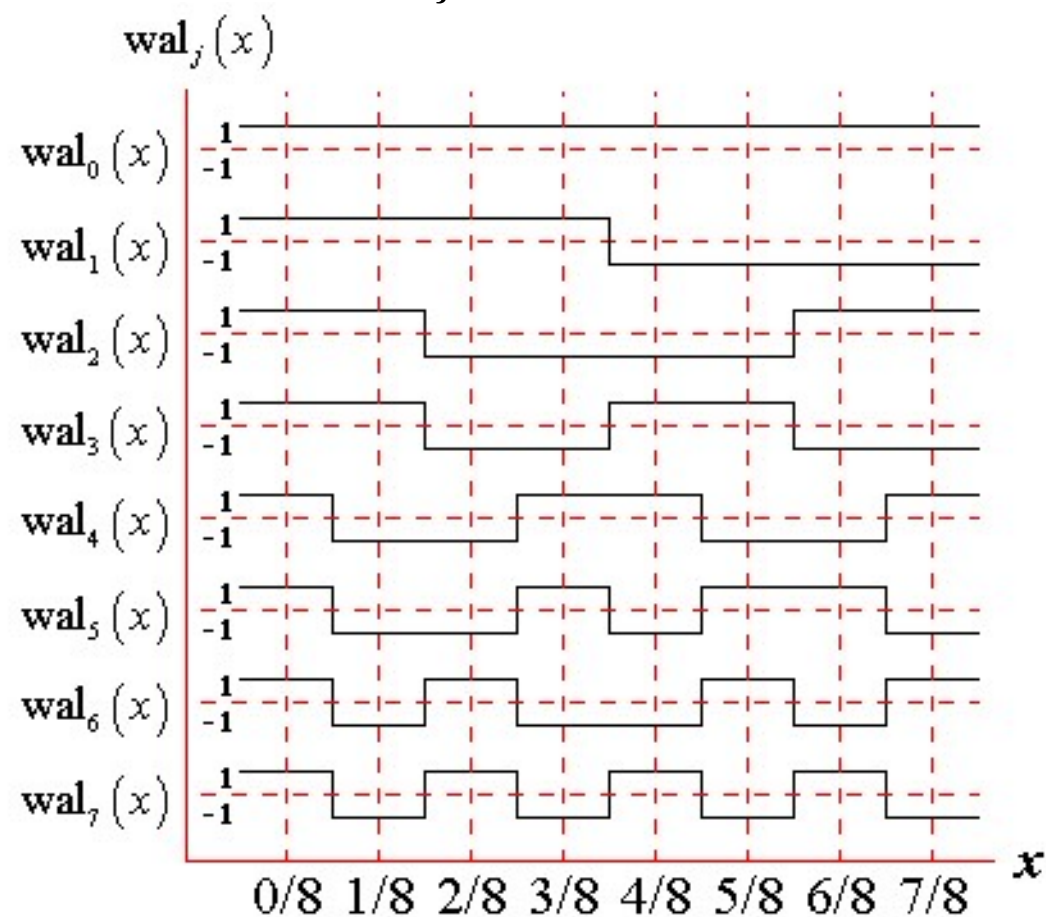 wal_j(x)
1
wal_0(x) -1
1
wal_1(x) -1
1
wal_2(x) -1
1
wal_3(x) -1
1
wal_4(x) -1
1
wal_5(x) -1
1
wal_6(x) -1
1
wal_7(x) -1
x
0/8 1/8 2/8 3/8 4/8 5/8 6/8 7/8